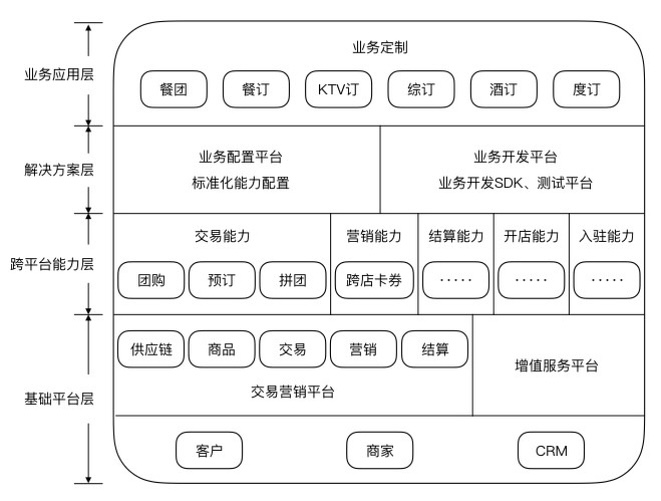 业务定制
业务应用层
餐团 餐订 KTV订 综订 酒订 度订
解决方案层
业务配置平台
标准化能力配置
业务开发平台
业务开发SDK、测试平台
跨平台能力层
交易能力 营销能力 结算能力 开店能力 入驻能力
团购 预订 拼团 跨店卡券 ····· ····· ·····
供应链 商品 交易 营销 结算
增值服务平台
交易营销平台
基础平台层
客户 商家 CRM